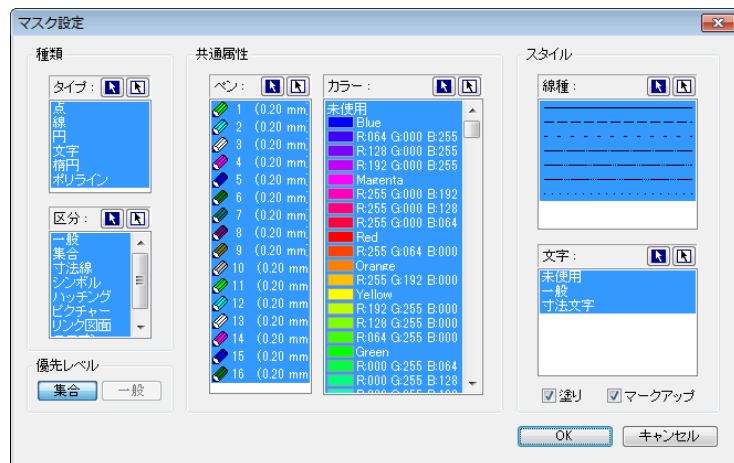 マスク設定
種類
タイプ:
点
線
円
文字
楕円
ポリライン
区分:
一般
集合
寸法線
シンボル
ハッチング
ピクチャー
リンク図面
優先レベル
集合
一般
共通属性
ペン:
1 (0.20 mm
2 (0.20 mm
3 (0.20 mm
4 (0.20 mm
5 (0.20 mm
6 (0.20 mm
7 (0.20 mm
8 (0.20 mm
9 (0.20 mm
10 (0.20 mm
11 (0.20 mm
12 (0.20 mm
13 (0.20 mm
14 (0.20 mm
15 (0.20 mm
16 (0.20 mm
カラー:
未使用
Blue
R:064 G:000 B:255
R:128 G:000 B:255
R:192 G:000 B:255
Magenta
R:255 G:000 B:192
R:255 G:000 B:128
R:255 G:000 B:064
Red
R:255 G:064 B:000
Orange
R:255 G:192 B:000
Yellow
R:192 G:255 B:000
R:128 G:255 B:000
R:064 G:255 B:000
Green
R:000 G:255 B:064
R:000 G:255 B:128
スタイル
線種:
文字:
未使用
一般
寸法文字
塗り
マークアップ
OK
キャンセル